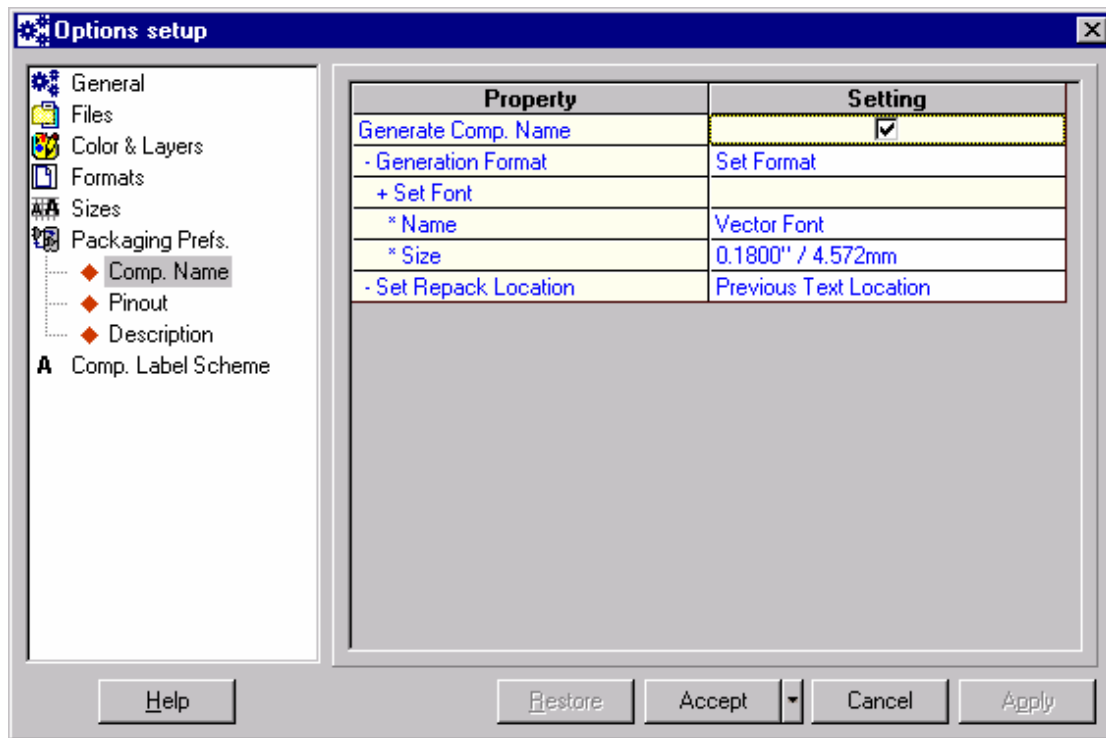 Options setup
General
Files
Color & Layers
Formats
Sizes
Packaging Prefs.
Comp. Name
Pinout
Description
A Comp. Label Scheme
Property Setting
Generate Comp. Name
- Generation Format Set Format
+ Set Font
* Name Vector Font
* Size 0.1800" / 4.572mm
- Set Repack Location Previous Text Location
Help Restore Accept Cancel Apply